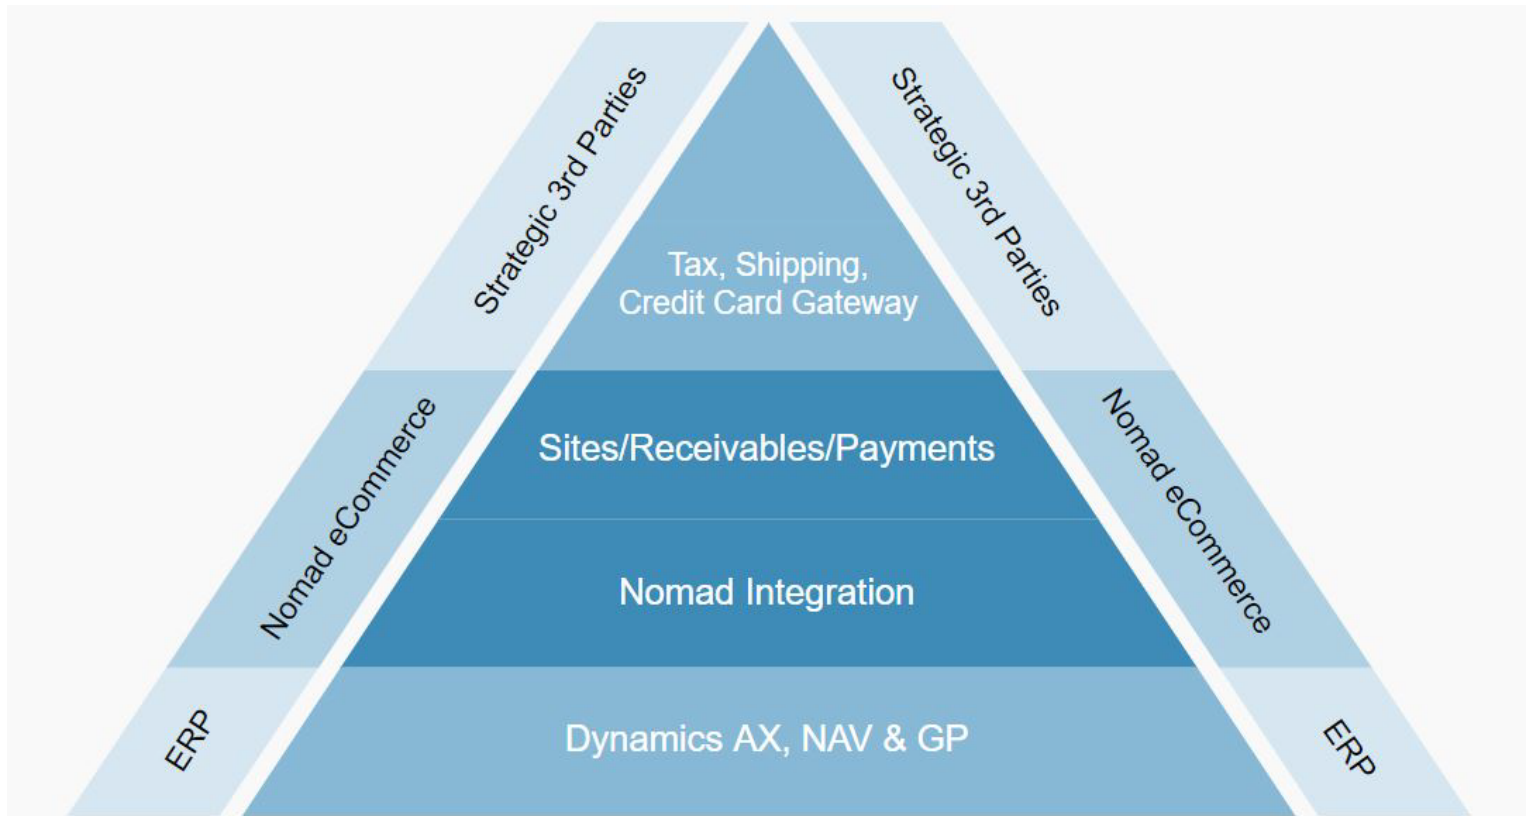 Strategic 3rd Parties
Strategic 3rd Parties
Tax, Shipping,
Credit Card Gateway
Nomad eCommerce
Sites/Receivables/Payments
Nomad eCommerce
Nomad Integration
ERP
Dynamics AX, NAV & GP
ERP